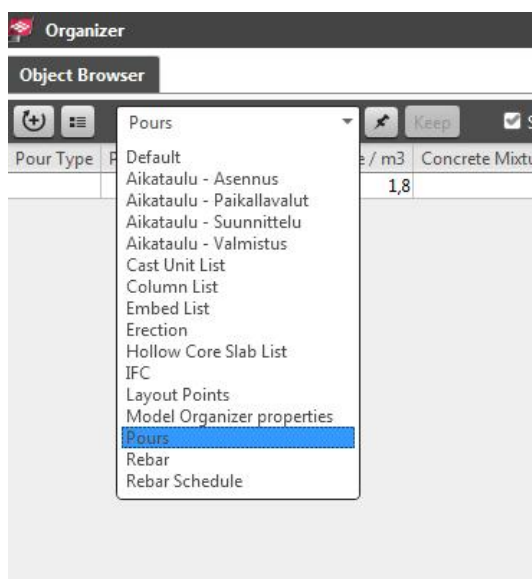 Organizer
Object Browser
Pours
Keep
Pour Type
/ m3
Concrete Mixtu
1,8
Default
Aikataulu - Asennus
Aikataulu - Paikallavalut
Aikataulu - Suunnittelu
Aikataulu - Valmistus
Cast Unit List
Column List
Embed List
Erection
Hollow Core Slab List
IFC
Layout Points
Model Organizer properties
Pours
Rebar
Rebar Schedule